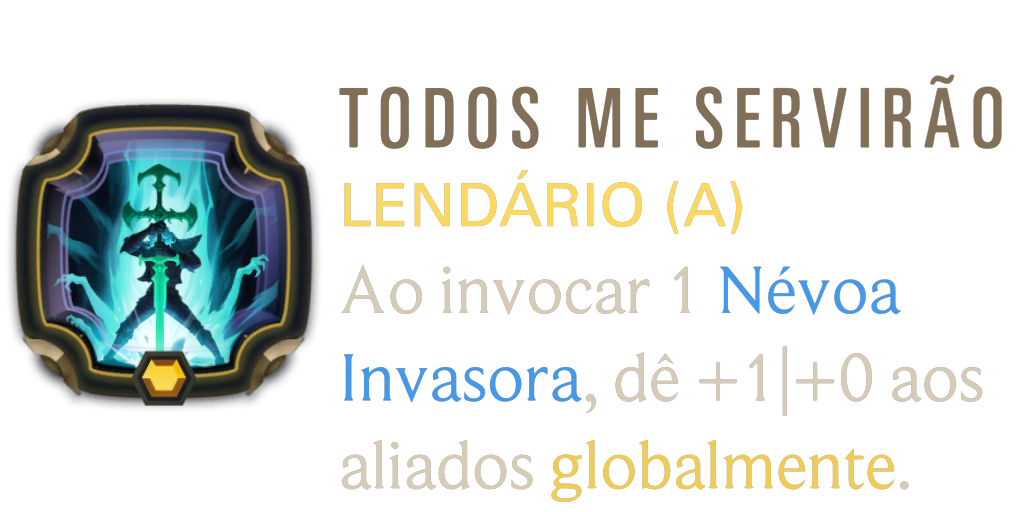 TODOS ME SERVIRÃO
LENDÁRIO (A)
Ao invocar 1 Névoa
Invasora, dê +1|+0 aos
aliados globalmente.